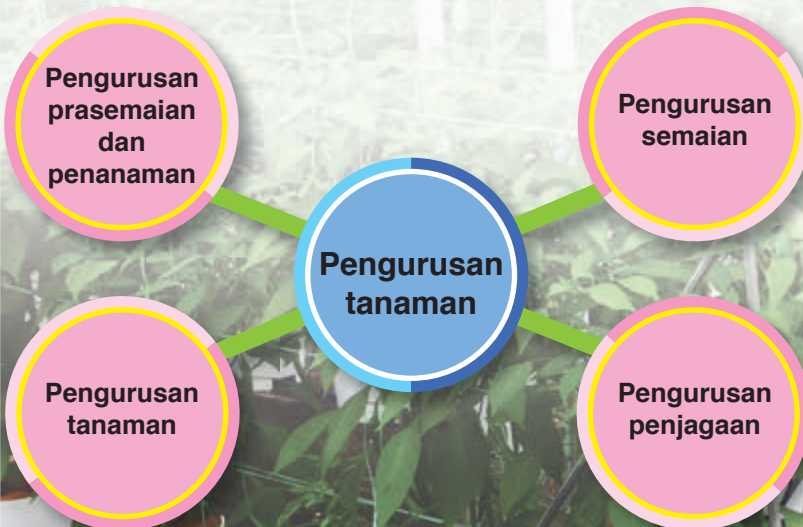 Pengurusan
prasemaian
dan
penanaman
Pengurusan
semaian
Pengurusan
tanaman
Pengurusan
tanaman
Pengurusan
penjagaan